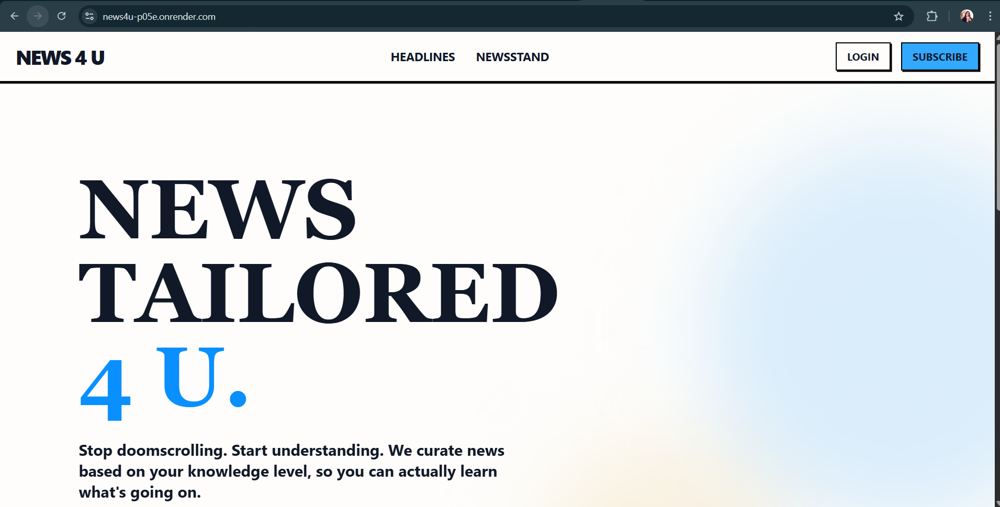 news4u-p05e.onrender.com
NEWS 4 U
HEADLINES
NEWSSTAND
LOGIN
SUBSCRIBE
NEWS
TAILORED
4 U.
Stop doomscrolling. Start understanding. We curate news
based on your knowledge level, so you can actually learn
what's going on.